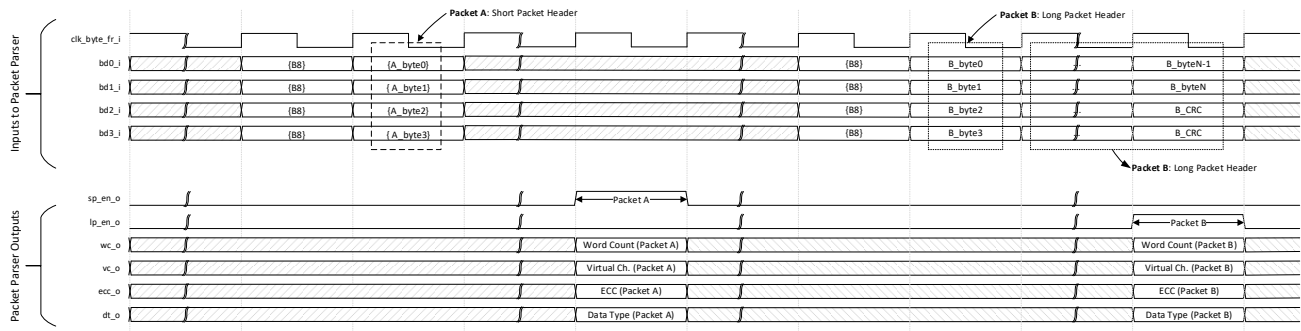 Packet A: Short Packet Header
Packet B: Long Packet Header
Inputs to Packet Parser
clk_byte_fr_i
bd0_i {B8} {A_byte0} {B8} B_byte0 B_byteN-1
bd1_i {B8} { A_byte1} {B8} B_byte1 B_byteN
bd2_i {B8} {A_byte2} {B8} B_byte2 B_CRC
bd3_i {B8} { A_byte3} {B8} B_byte3 B_CRC
Packet B: Long Packet Header
Packet Parser Outputs
sp_en_o Packet A
lp_en_o Packet B
wc_o Word Count (Packet A) Word Count (Packet B)
vc_o Virtual Ch. (Packet A) Virtual Ch. (Packet B)
ecc_o ECC (Packet A) ECC (Packet B)
dt_o Data Type (Packet A) Data Type (Packet B)